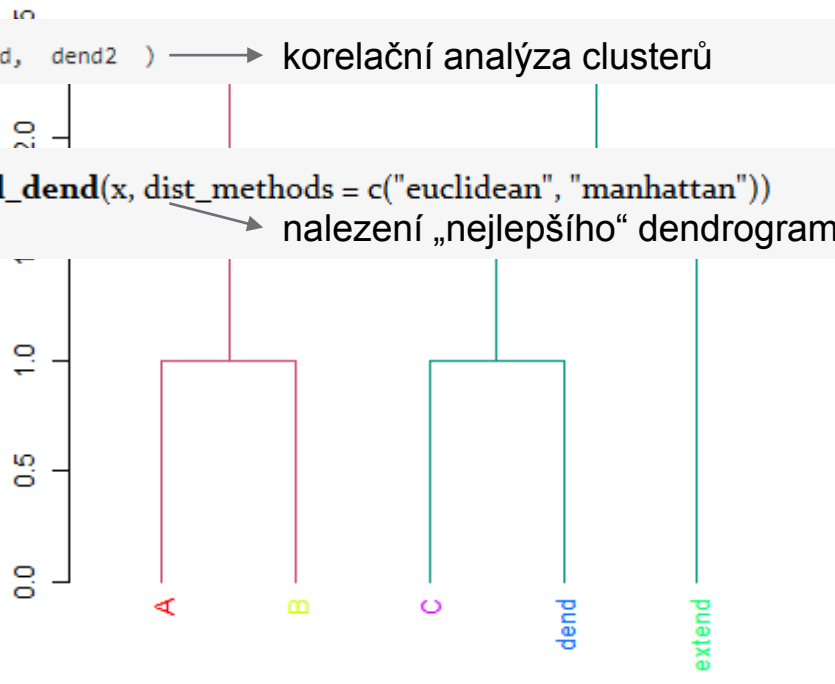 d, dend2 ) korelační analýza clusterů
2.0
l_dend(x, dist_methods = c("euclidean", "manhattan"))
nalezení „nejlepšího“ dendrogram
1.0
0.5
0.0
A B C dend extend